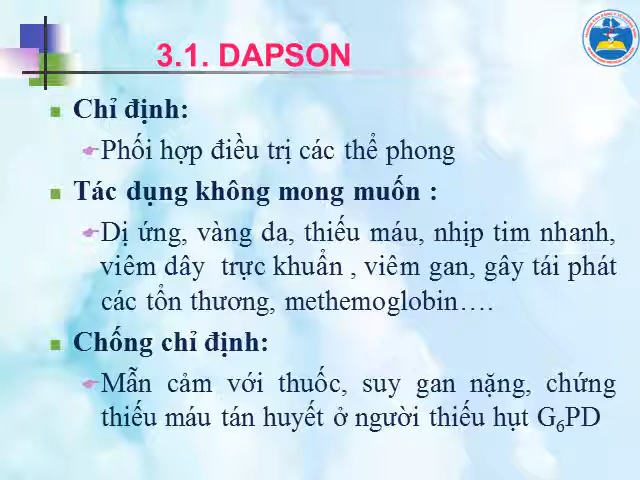 3.1. DAPSON
Chỉ định:
Phối hợp điều trị các thể phong
Tác dụng không mong muốn :
Dị ứng, vàng da, thiếu máu, nhịp tim nhanh,
viêm dây trực khuẩn , viêm gan, gây tái phát
các tổn thương, methemoglobin….
Chống chỉ định:
Mẫn cảm với thuốc, suy gan nặng, chứng
thiếu máu tán huyết ở người thiếu hụt G₆PD